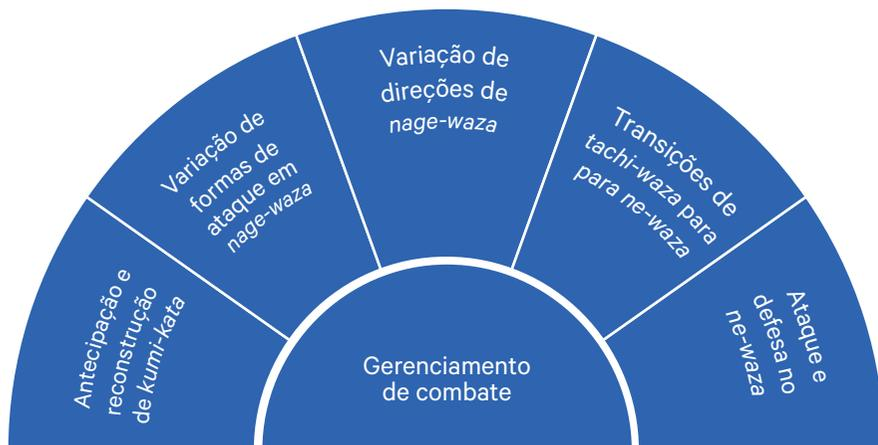 Antecipação e
reconstrução
de kumi-kata
Variação de
formas de
ataque em
nage-waza
Variação de
direções de
nage-waza
Transições de
tachi-waza para
para ne-waza
Ataque e
defesa no
ne-waza
Gerenciamento
de combate